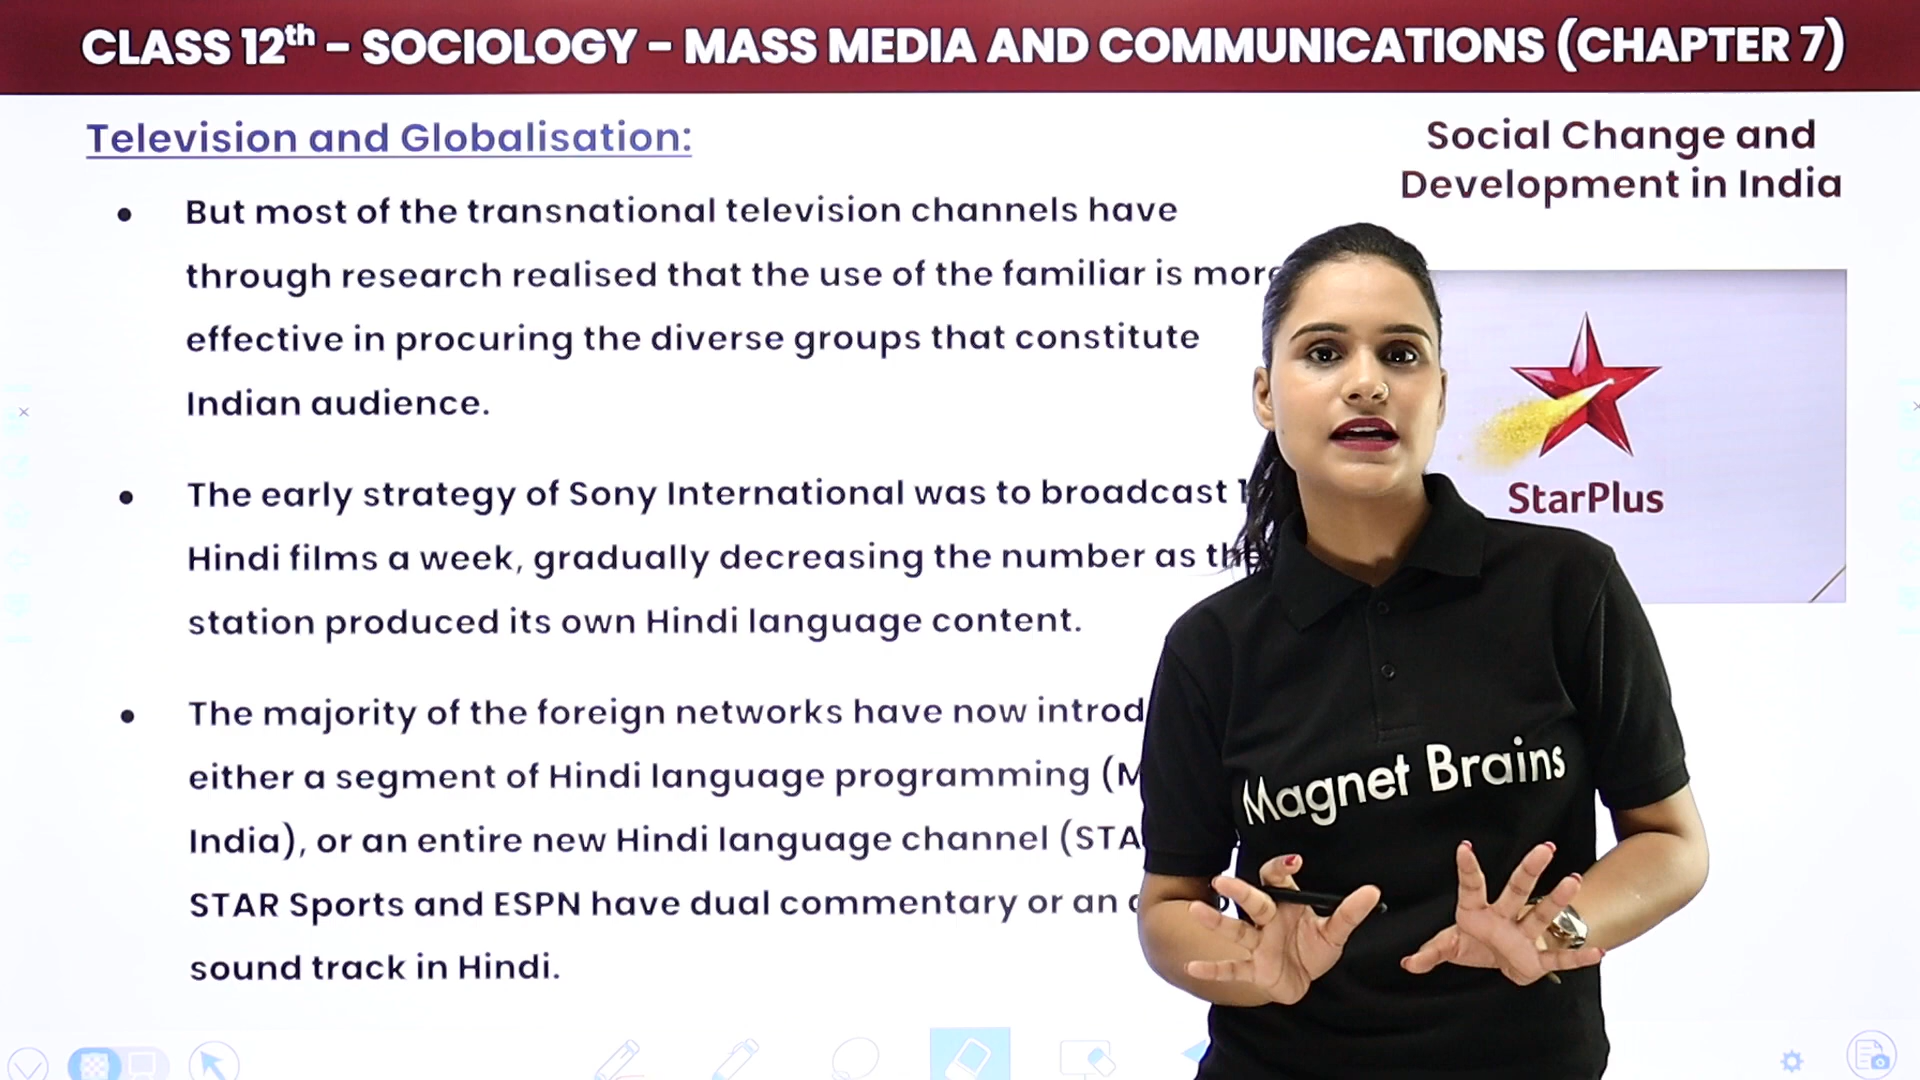 CLASS 12th – SOCIOLOGY – MASS MEDIA AND COMMUNICATIONS (CHAPTER 7)
Television and Globalisation:
Social Change and
Development in India
• But most of the transnational television channels have
through research realised that the use of the familiar is more
effective in procuring the diverse groups that constitute
Indian audience.
• The early strategy of Sony International was to broadcast
Hindi films a week, gradually decreasing the number as the
station produced its own Hindi language content.
• The majority of the foreign networks have now
either a segment of Hindi language programming
India), or an entire new Hindi language channel
STAR Sports and ESPN have dual commentary or an
sound track in Hindi.
StarPlus
Magnet Brains